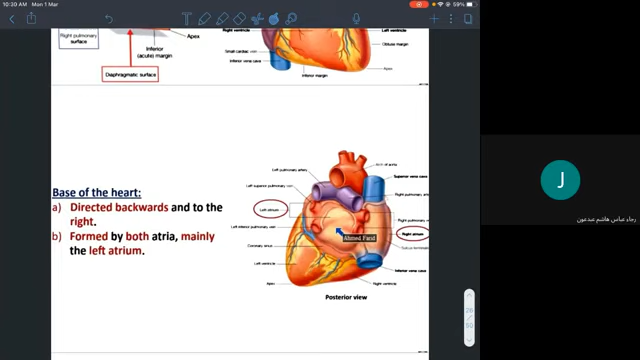 10:30 AM Mon 1 Mar
59%
Right pulmonary
surface
Apex
Inferior
(acute) margin
Diaphragmatic surface
Right ventricle
Small cardiac vein
Inferior vena cava
Inferior margin
Left ventricle
Obtuse margin
Apex
Base of the heart:
a) Directed backwards and to the
right.
b) Formed by both atria, mainly
the left atrium.
Arch of aorta
Left pulmonary artery
Superior vena cava
Left superior pulmonary vein
Right pulmonary
Left atrium
Right pulmonary
Left inferior pulmonary vein
Right atrium
Ahmed Farid
Coronary sinus
Left ventricle
Inferior vena cava
Apex
Right ventricle
Posterior view
26
/
50
J
رجاء عباس هاشم عبدعون